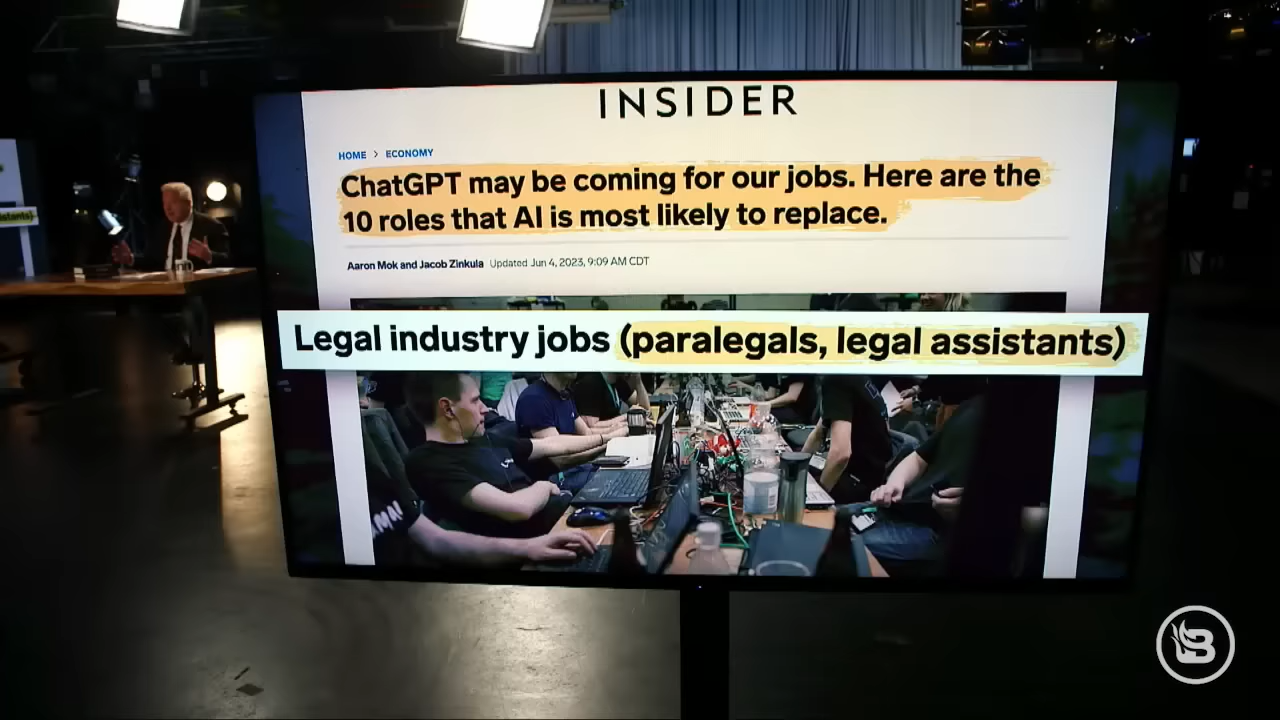 INSIDER
HOME > ECONOMY
ChatGPT may be coming for our jobs. Here are the
10 roles that AI is most likely to replace.
Aaron Mok and Jacob Zinkula Updated Jun 4, 2023, 9:09 AM CDT
Legal industry jobs (paralegals, legal assistants)
istants)
B